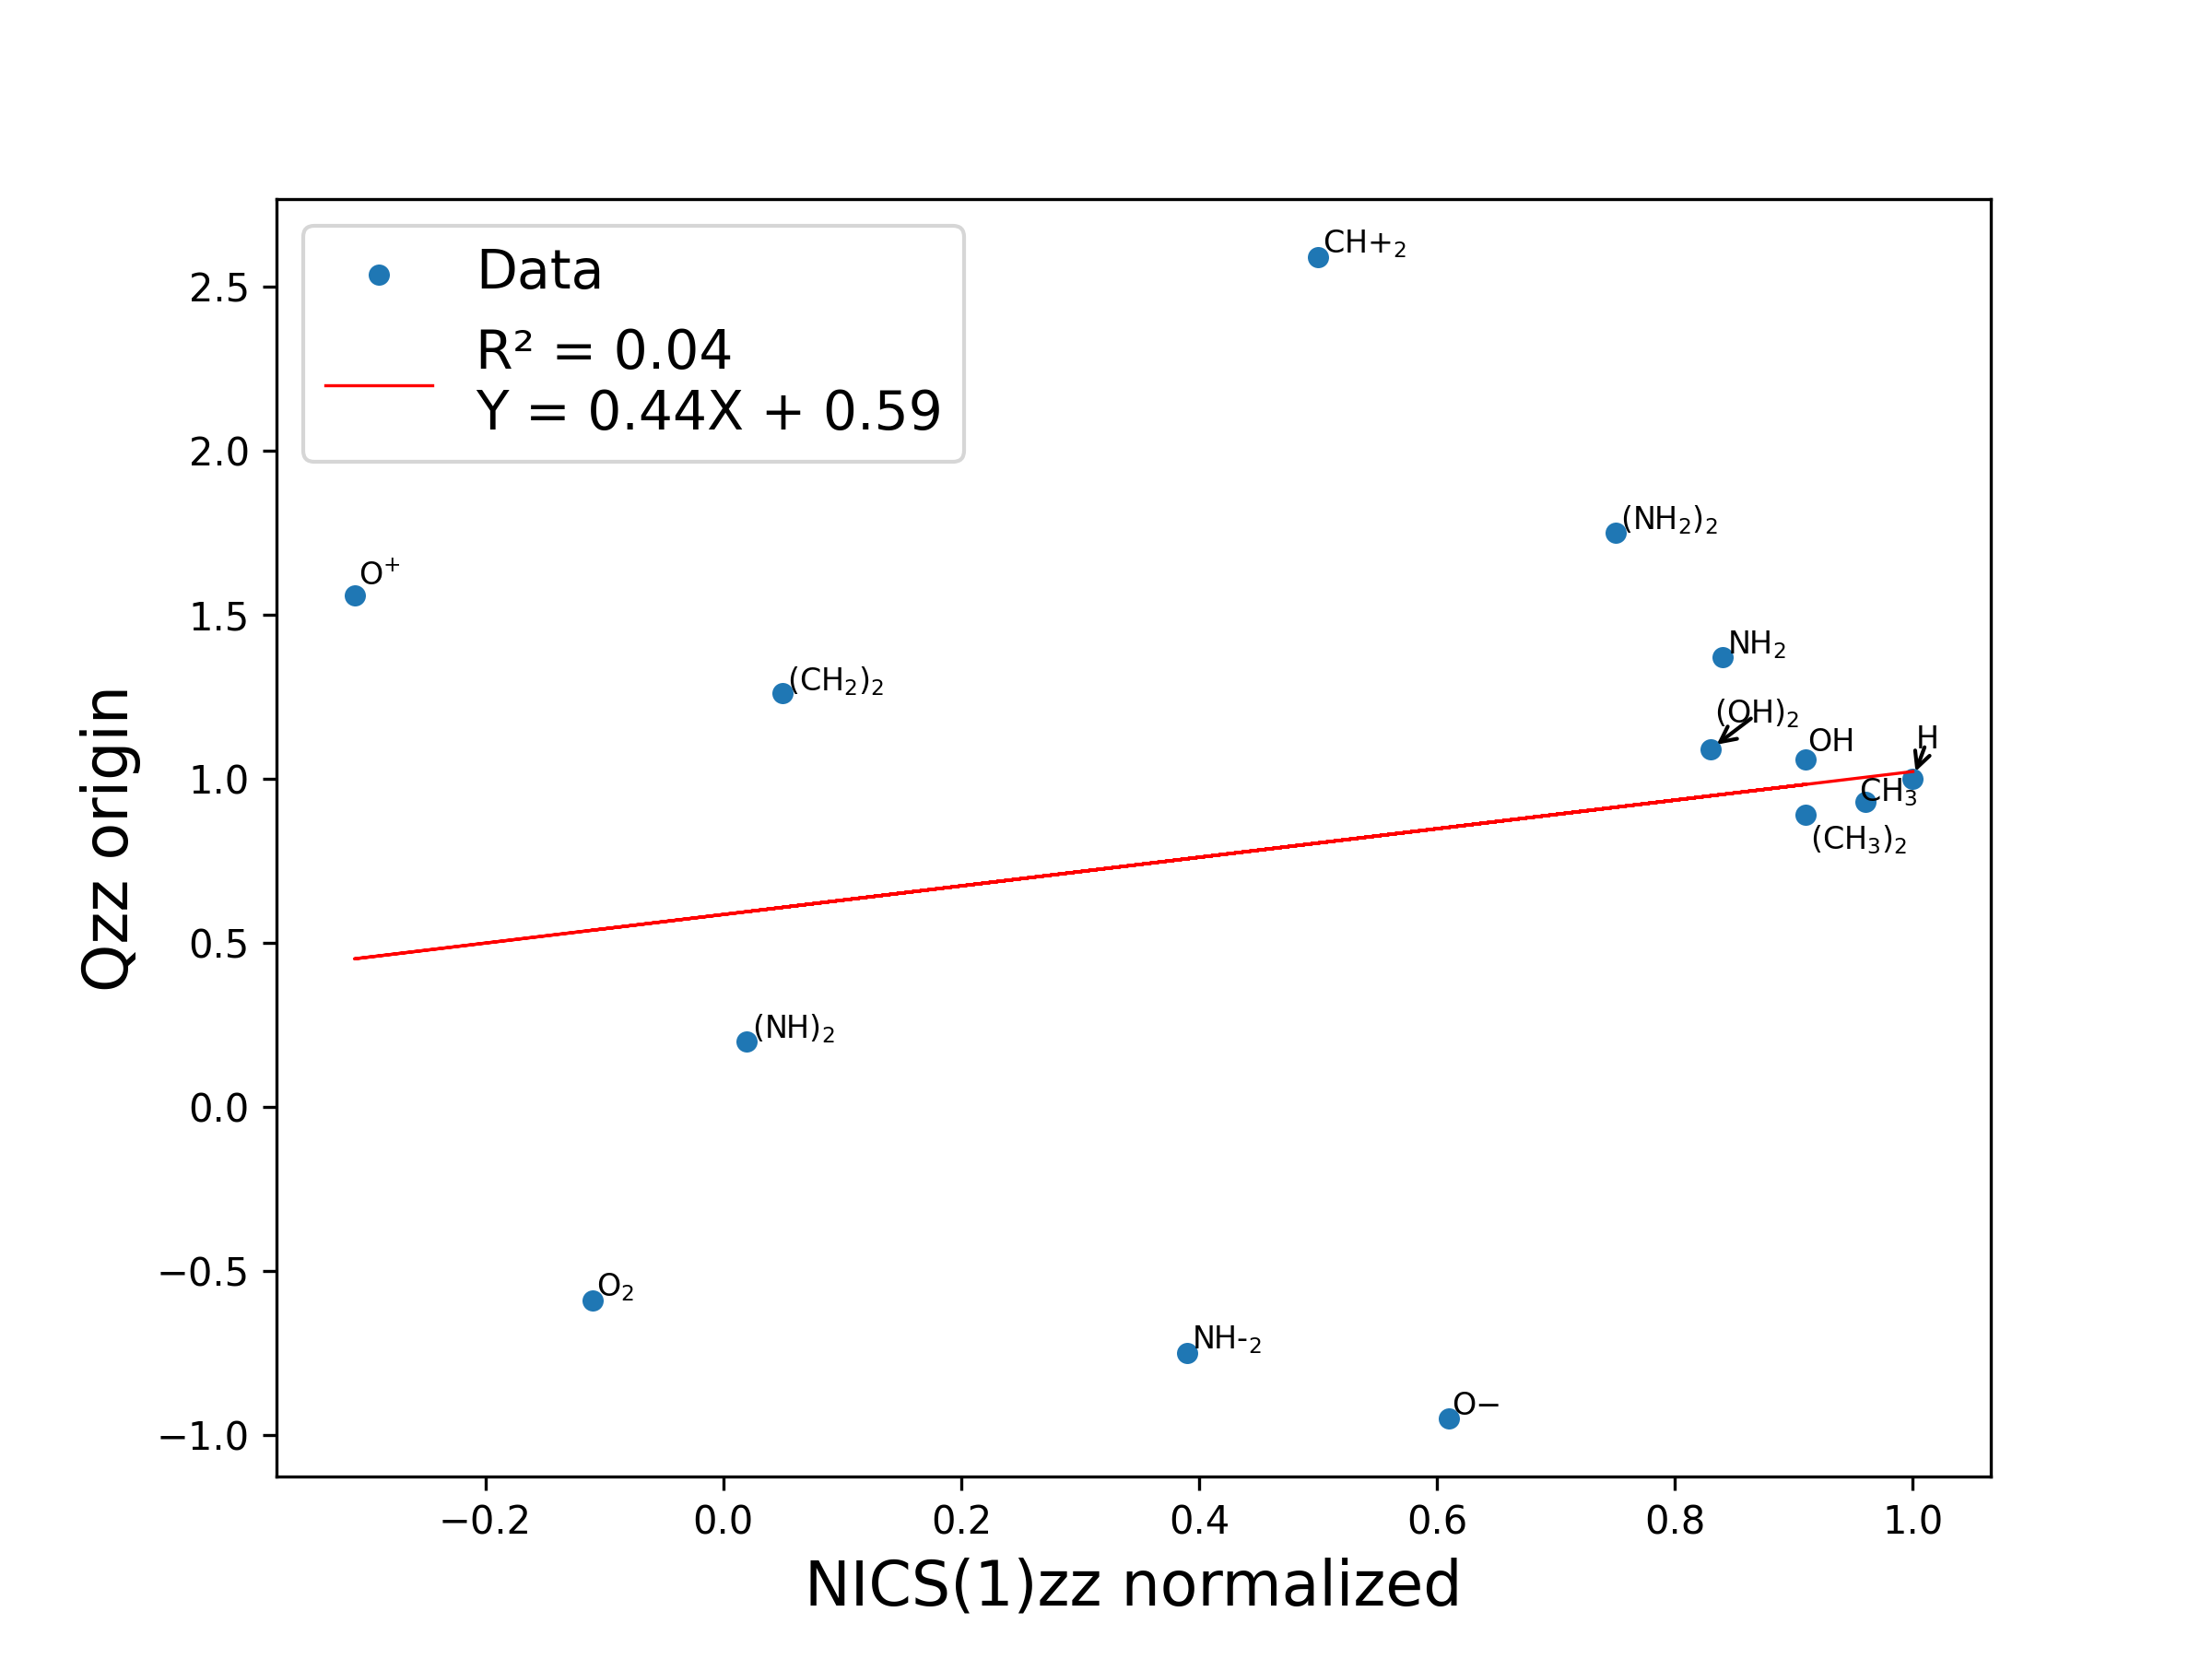 Data
R² = 0.04
Y = 0.44X + 0.59
CH+₂
(NH₂)₂
O⁺
NH₂
(CH₂)₂
(OH)₂
OH
H
CH₃
(CH₃)₂
(NH)₂
O₂
NH-₂
O−
2.5
2.0
1.5
1.0
0.5
0.0
−0.5
−1.0
Qzz origin
−0.2 0.0 0.2 0.4 0.6 0.8 1.0
NICS(1)zz normalized